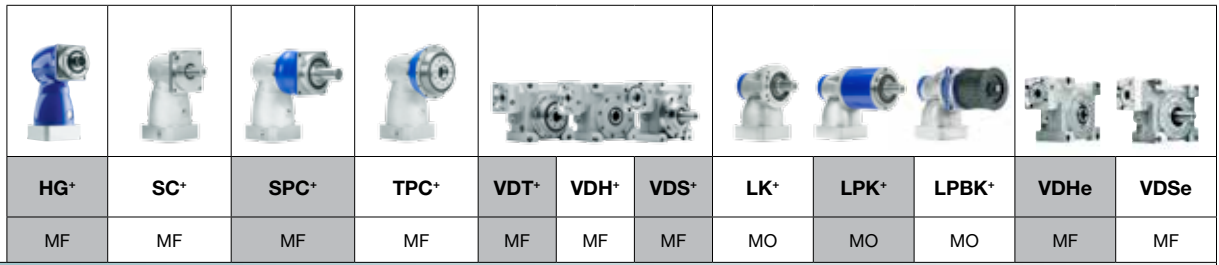 HG⁺ SC⁺ SPC⁺ TPC⁺ VDT⁺ VDH⁺ VDS⁺ LK⁺ LPK⁺ LPBK⁺ VDHe VDSe
MF MF MF MF MF MF MF MO MO MO MF MF